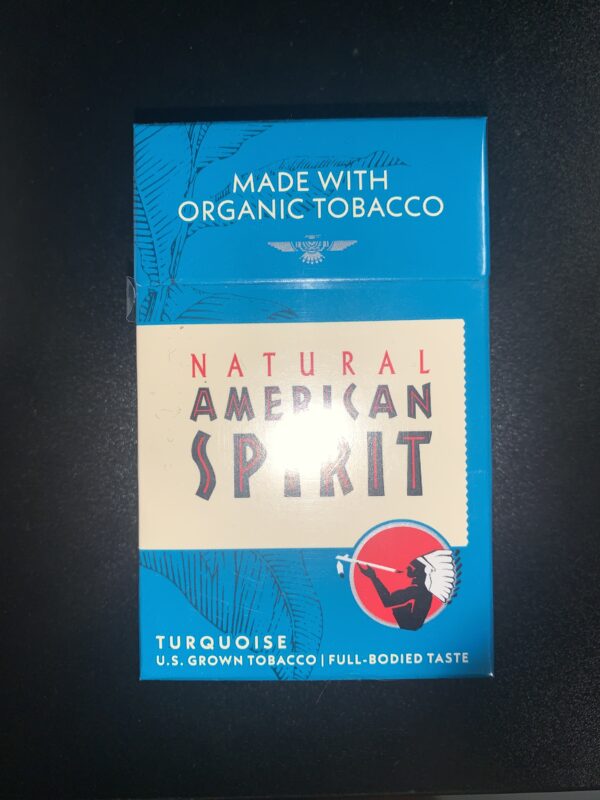 MADE WITH
ORGANIC TOBACCO
NATURAL
AMERICAN
SPIRIT
TURQUOISE
U.S. GROWN TOBACCO | FULL-BODIED TASTE